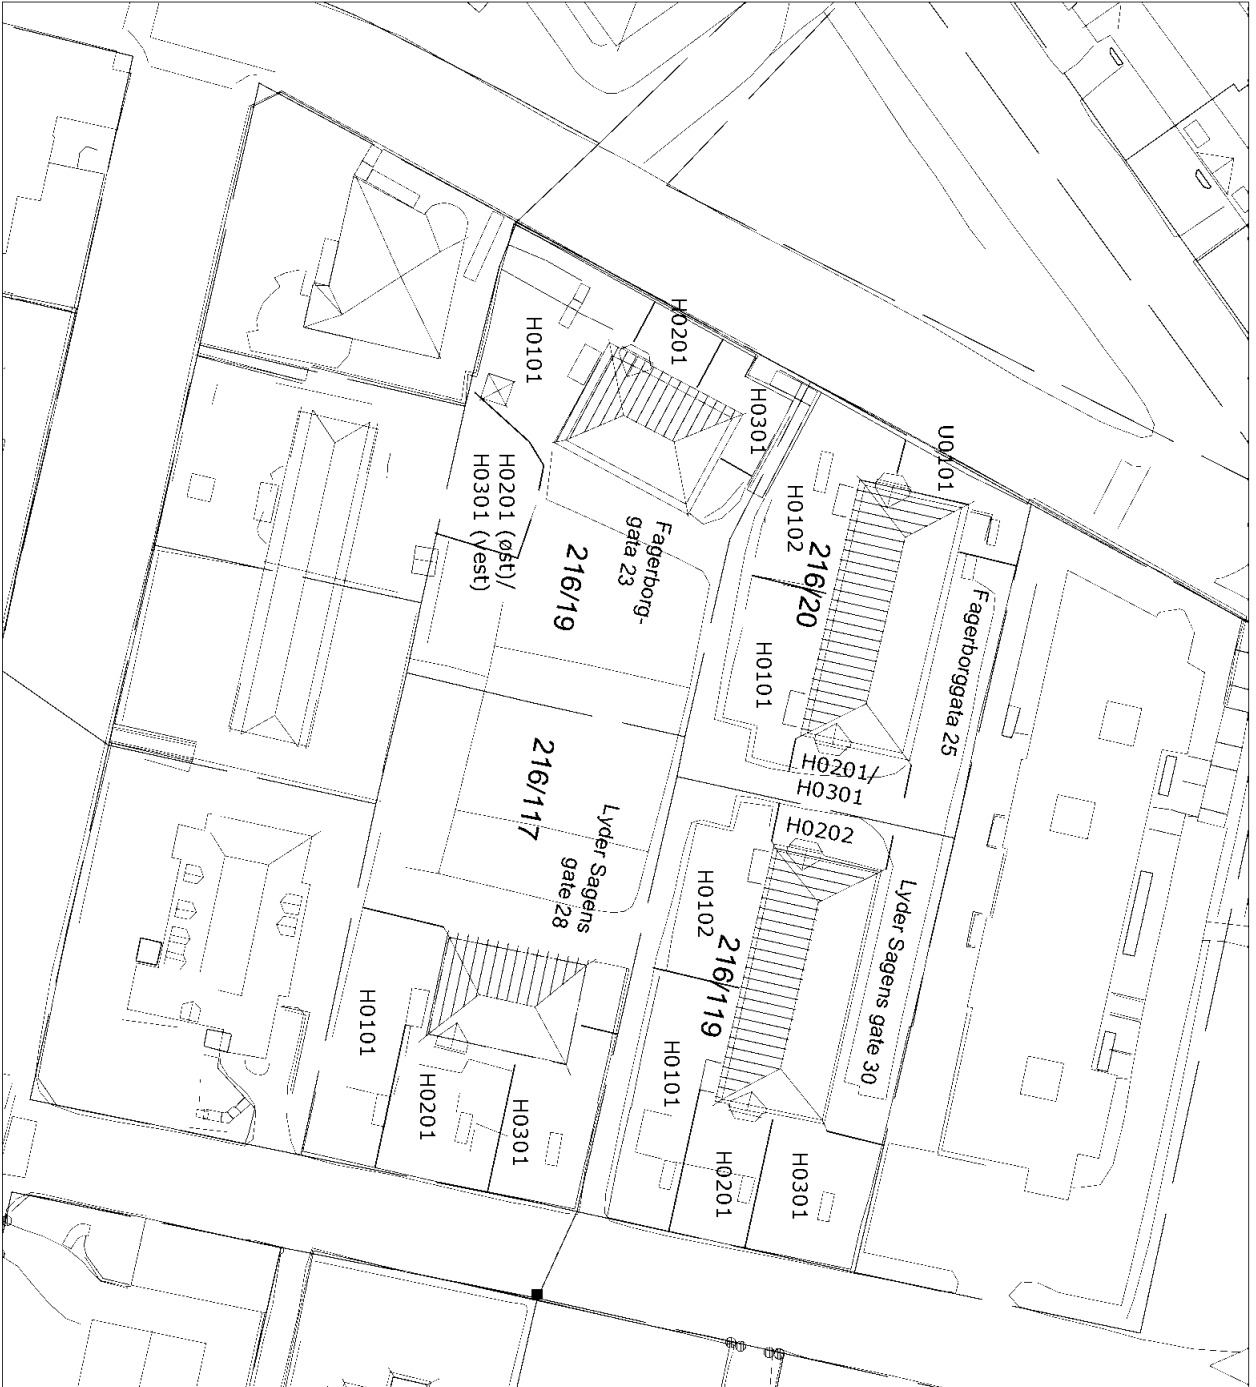 H0201
H0101
H0301
U0101
H0201 (øst)/
H0301 (vest)
Fagerborg-
gata 23
216/19
H0102
216/20
Fagerborggata 25
H0101
216/117
Lyder Sagens
gate 28
H0201/
H0301
H0202
H0102
216/119
Lyder Sagens gate 30
H0101
H0201
H0301
H0101
H0201
H0301